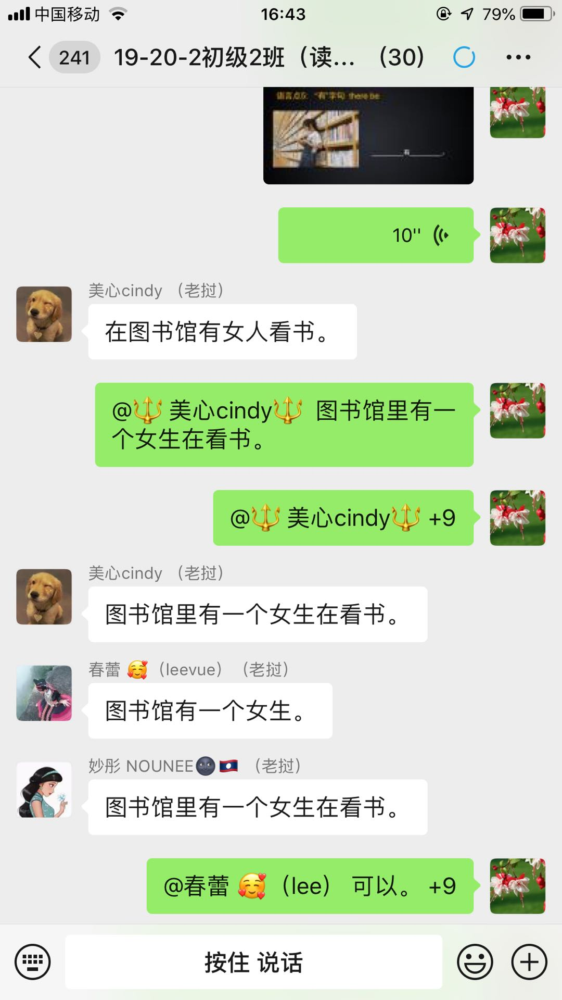 中国移动 16:43 79%
241 19-20-2初级2班（读... （30）
语言点5: “有”字句 there be
有
10"
美心cindy （老挝）
在图书馆有女人看书。
@🔱 美心cindy🔱 图书馆里有一
个女生在看书。
@🔱 美心cindy🔱 +9
美心cindy （老挝）
图书馆里有一个女生在看书。
春蕾 🥰（leevue）（老挝）
图书馆有一个女生。
妙彤 NOUNEE🌚🇱🇦 （老挝）
图书馆里有一个女生在看书。
@春蕾 🥰（lee） 可以。 +9
按住 说话